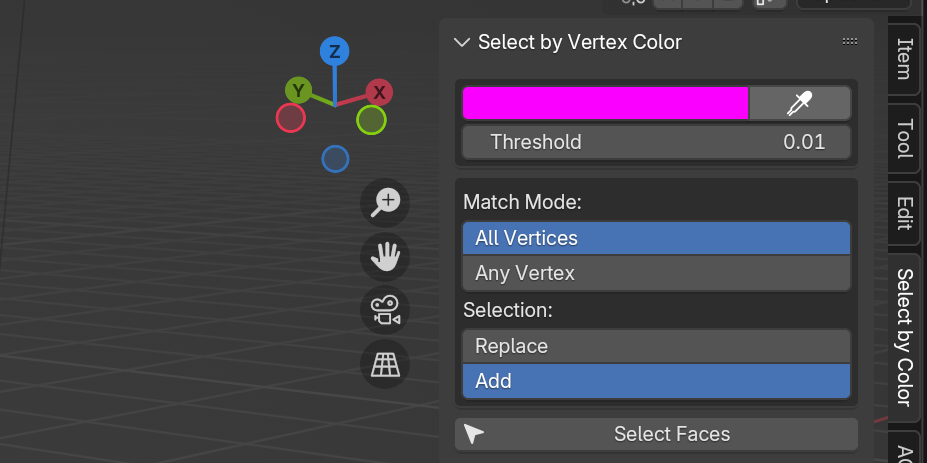 Select by Vertex Color
Z
Y
X
Threshold 0.01
Match Mode:
All Vertices
Any Vertex
Selection:
Replace
Add
Select Faces
Item
Tool
Edit
Select by Color